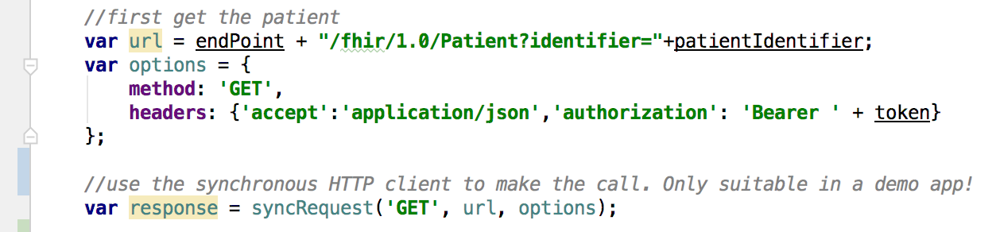 //first get the patient
var url = endPoint + "/fhir/1.0/Patient?identifier="+patientIdentifier;
var options = {
    method: 'GET',
    headers: {'accept':'application/json','authorization': 'Bearer ' + token}
};
//use the synchronous HTTP client to make the call. Only suitable in a demo app!
var response = syncRequest('GET', url, options);